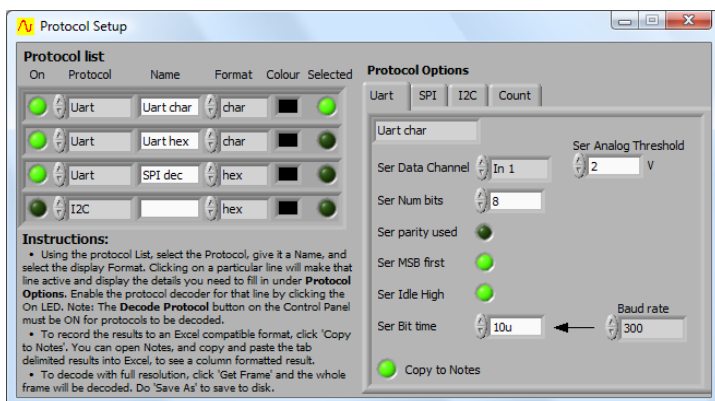 Protocol Setup
Protocol list
On Protocol Name Format Colour Selected
Uart Uart char char
Uart Uart hex char
Uart SPI dec hex
I2C hex
Instructions:
• Using the protocol List, select the Protocol, give it a Name, and
select the display Format. Clicking on a particular line will make that
line active and display the details you need to fill in under Protocol
Options. Enable the protocol decoder for that line by clicking the
On LED. Note: The Decode Protocol button on the Control Panel
must be ON for protocols to be decoded.
• To record the results to an Excel compatible format, click 'Copy
to Notes'. You can open Notes, and copy and paste the tab
delimited results into Excel, to see a column formatted result.
• To decode with full resolution, click 'Get Frame' and the whole
frame will be decoded. Do 'Save As' to save to disk.
Protocol Options
Uart SPI I2C Count
Uart char
Ser Analog Threshold
Ser Data Channel In 1 2 V
Ser Num bits 8
Ser parity used
Ser MSB first
Ser Idle High
Baud rate
Ser Bit time 10u 300
Copy to Notes